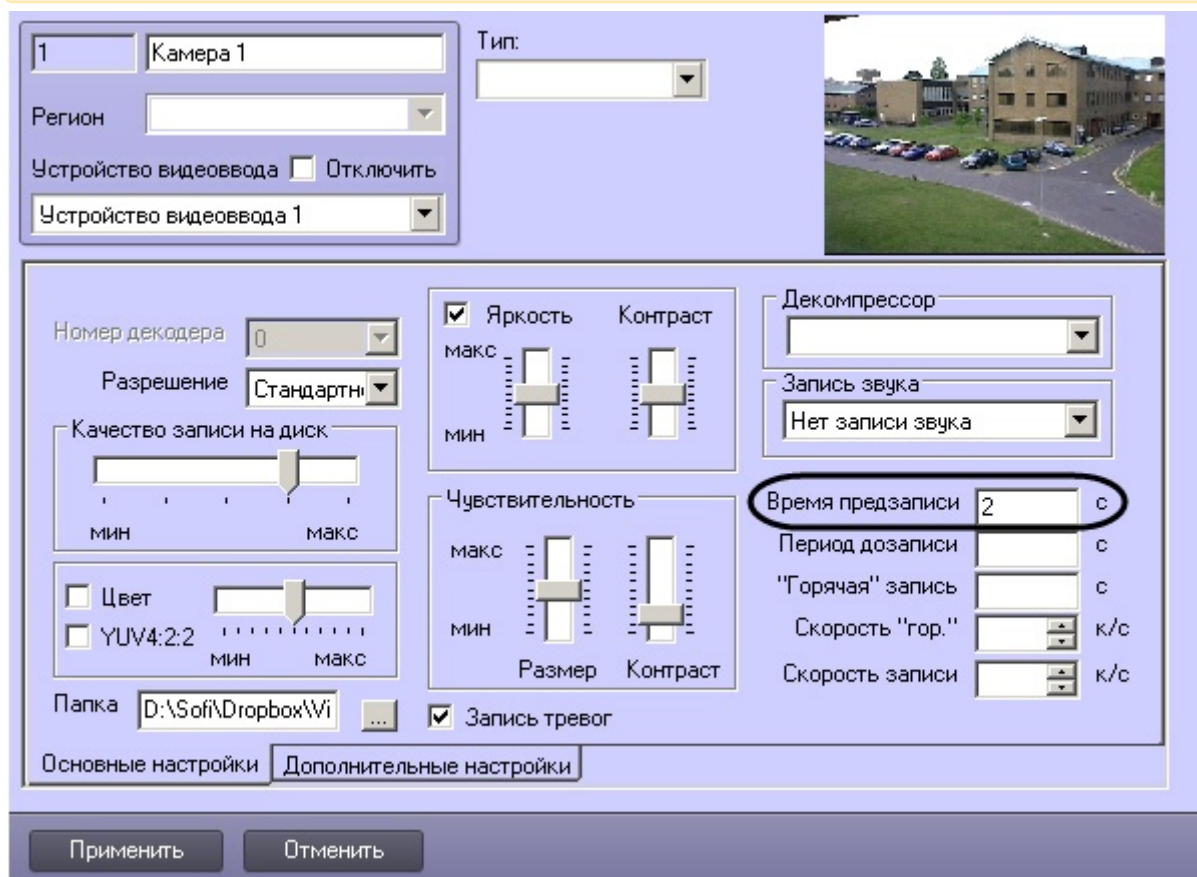 1
Камера 1
Тип:
Регион
Устройство видеоввода Отключить
Устройство видеоввода 1
Номер декодера 0
Разрешение Стандартн
Качество записи на диск
мин макс
Цвет
YUV4:2:2
мин макс
Папка D:\Sofi\Dropbox\Vi ...
Яркость Контраст
макс
мин
Чувствительность
макс
мин
Размер Контраст
Запись тревог
Декомпрессор
Запись звука
Нет записи звука
Время предзаписи 2 с
Период дозаписи с
"Горячая" запись с
Скорость "гор." к/с
Скорость записи к/с
Основные настройки Дополнительные настройки
Применить Отменить